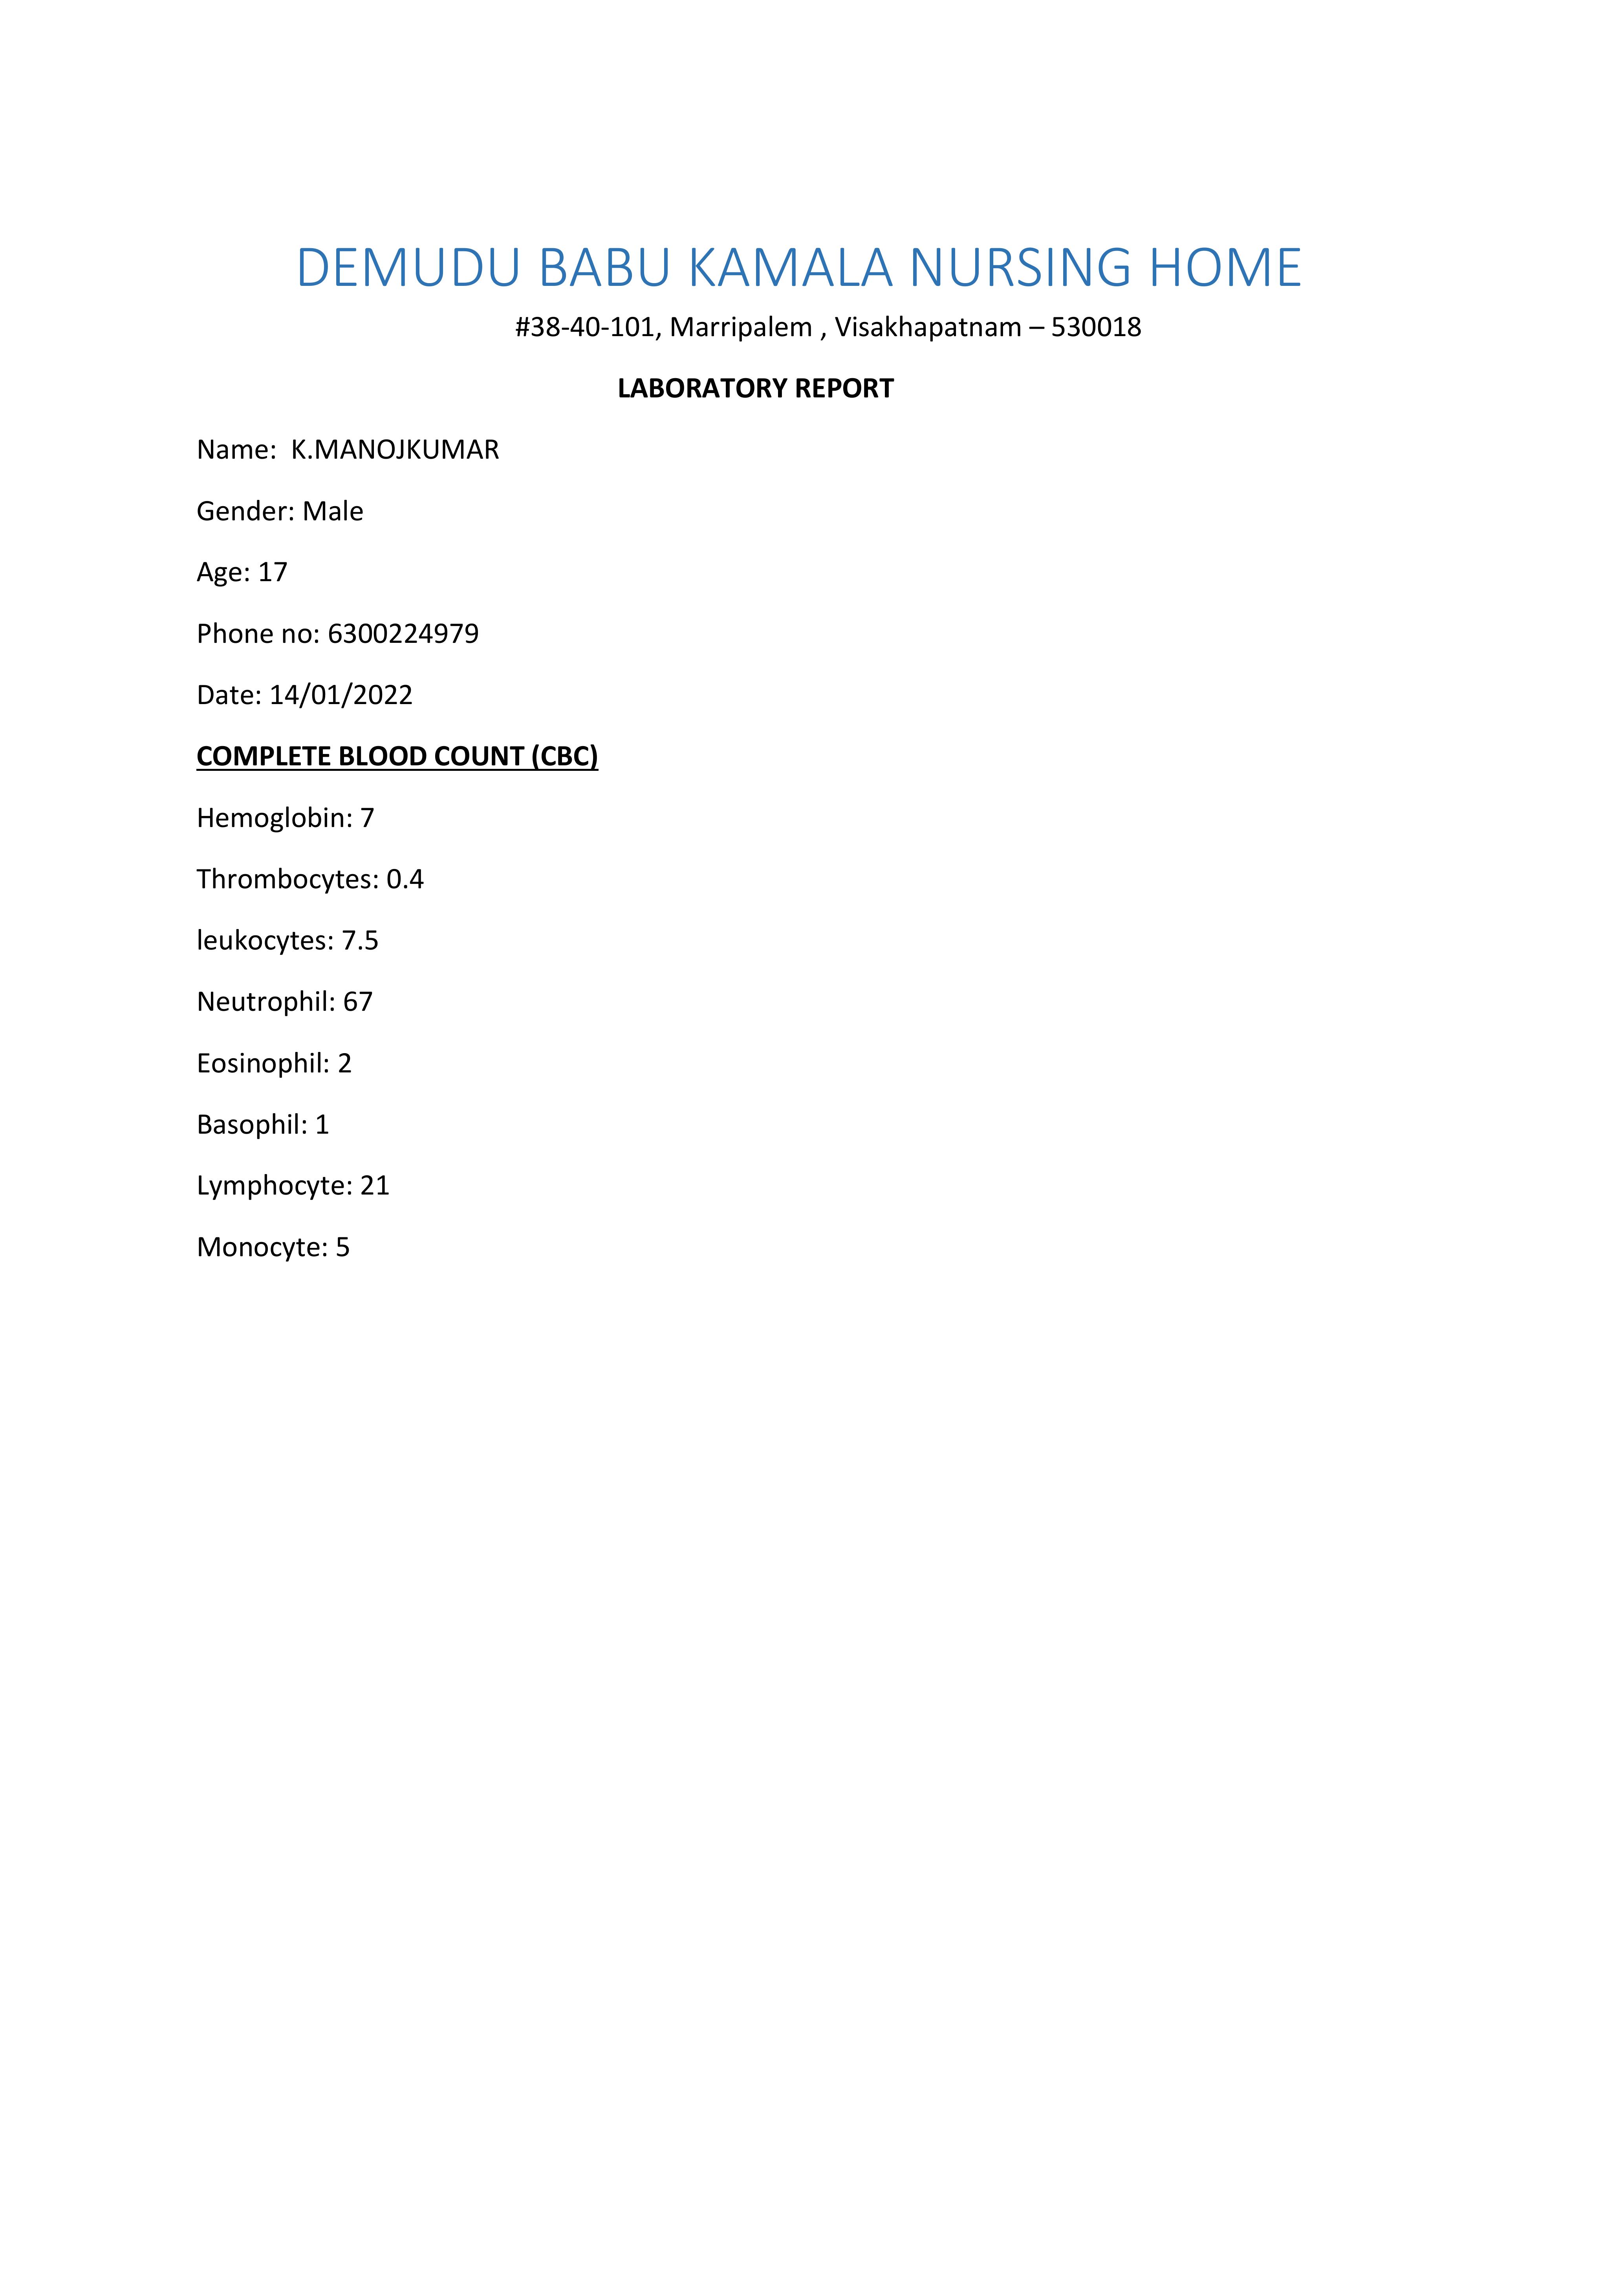 DEMUDU BABU KAMALA NURSING HOME
#38-40-101, Marripalem , Visakhapatnam – 530018
LABORATORY REPORT
Name:  K.MANOJKUMAR
Gender: Male
Age: 17
Phone no: 6300224979
Date: 14/01/2022
COMPLETE BLOOD COUNT (CBC)
Hemoglobin: 7
Thrombocytes: 0.4
leukocytes: 7.5
Neutrophil: 67
Eosinophil: 2
Basophil: 1
Lymphocyte: 21
Monocyte: 5